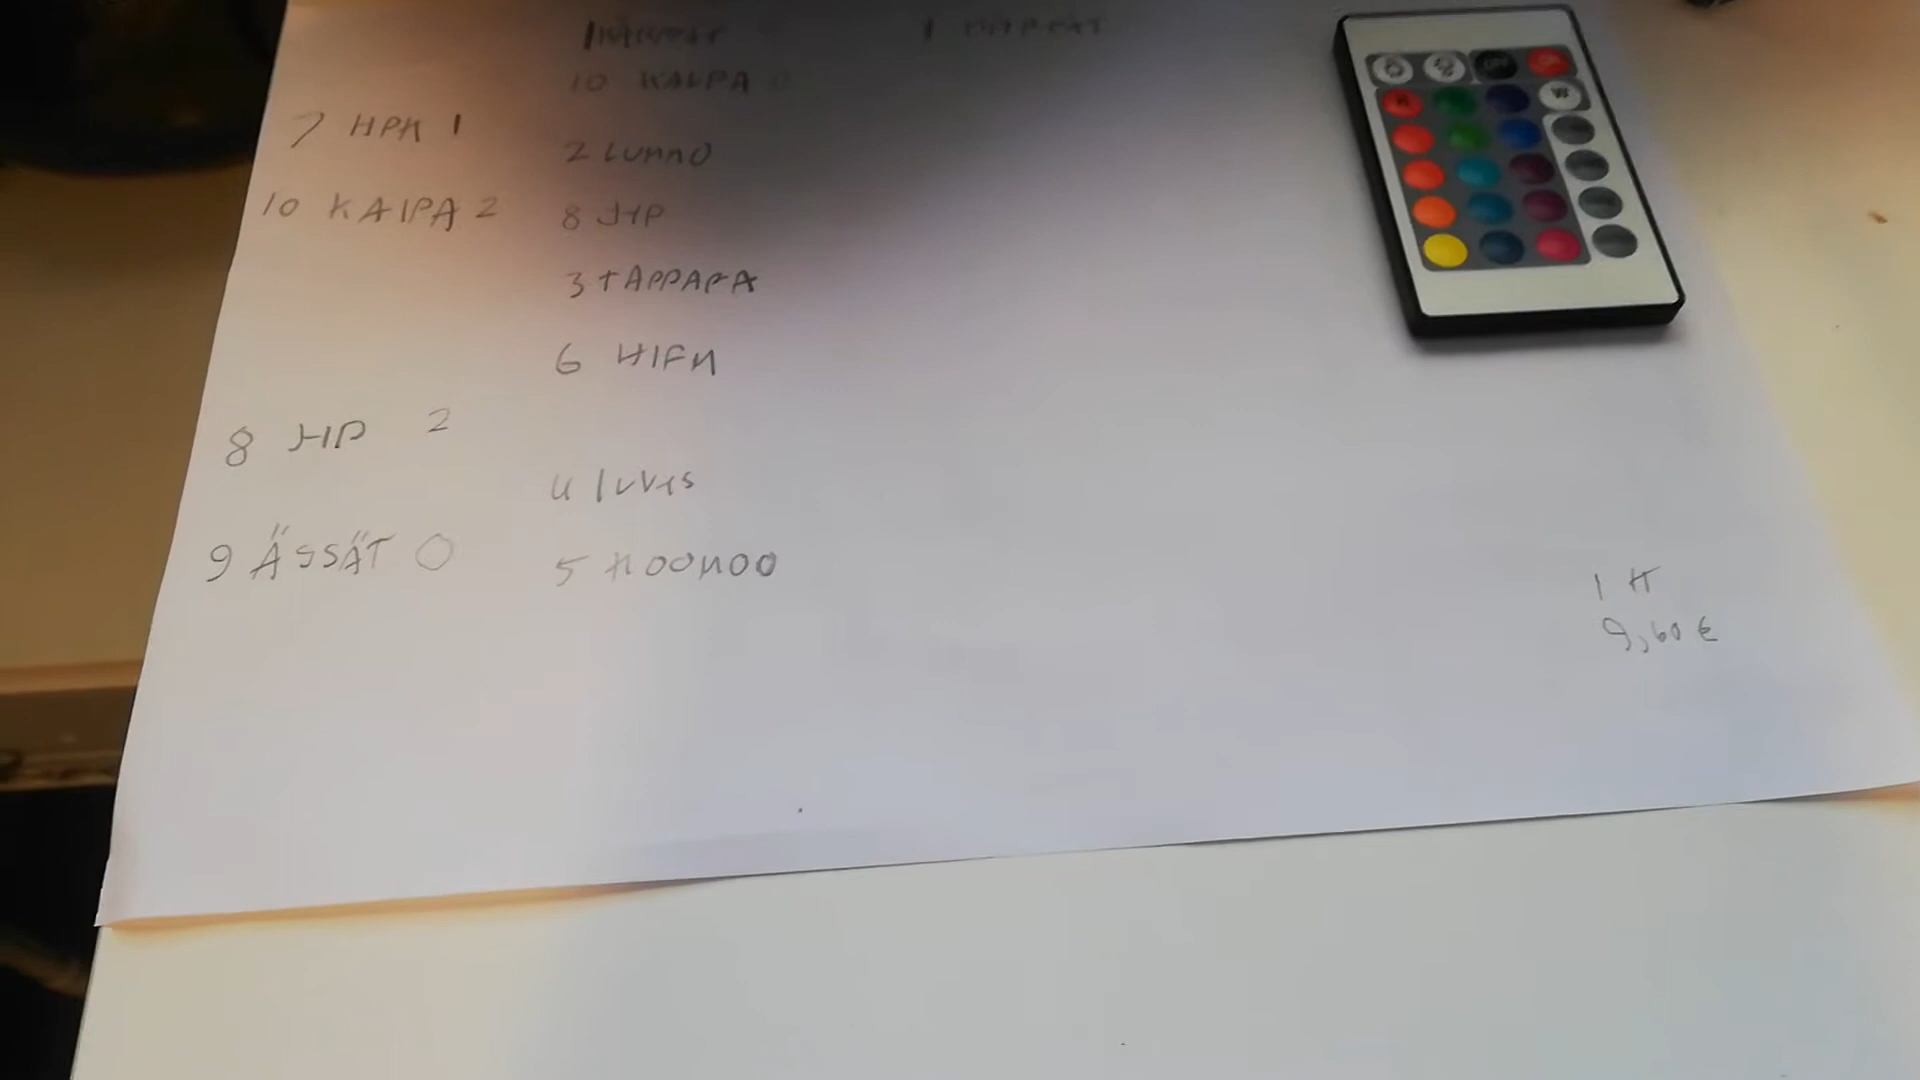 10 KALPA
7 HPK 1
2 LUKKO
10 KALPA 2
8 JYP
3 TAPPARA
6 HIFK
8 JYP 2
4 ILVES
9 ÄSSÄT 0
5 KOOKOO
1 H
9,60 €
W